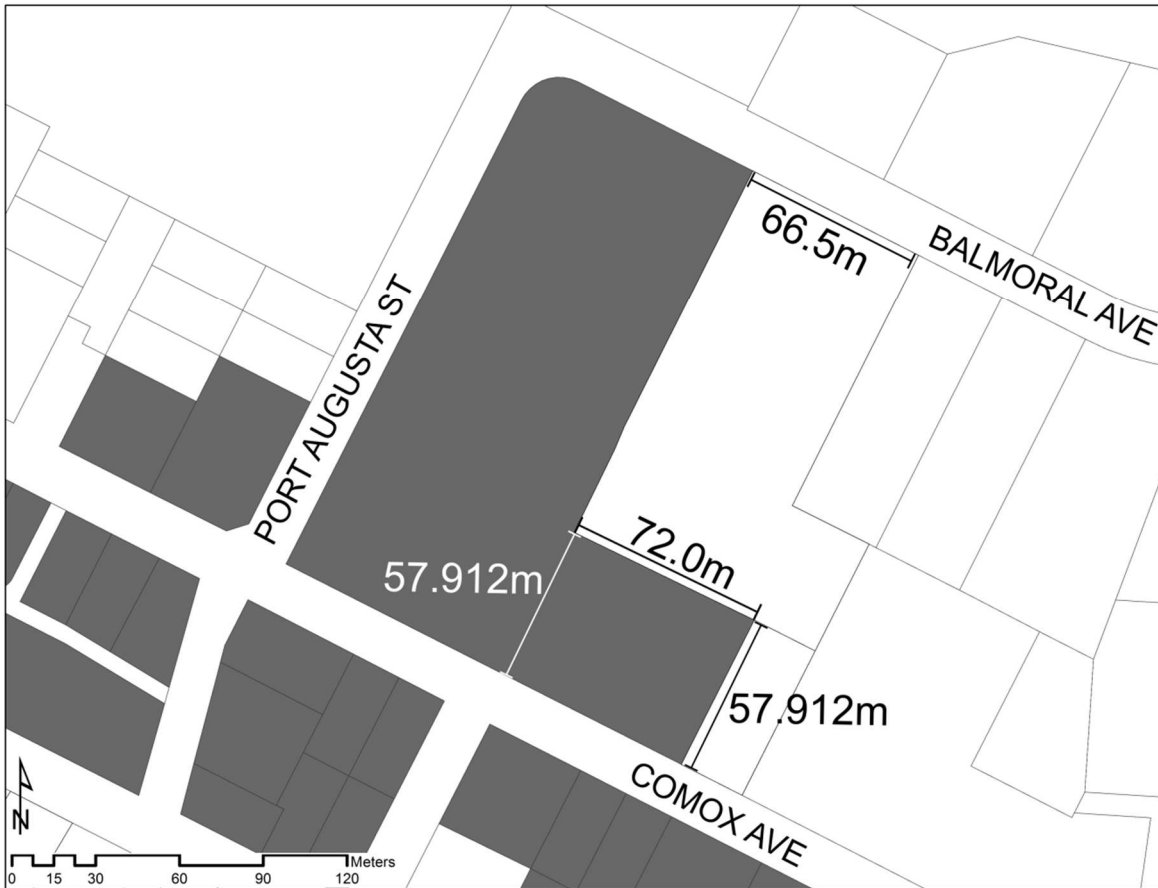 66.5m
BALMORAL AVE
PORT AUGUSTA ST
72.0m
57.912m
57.912m
COMOX AVE
N
Meters
0 15 30 60 90 120